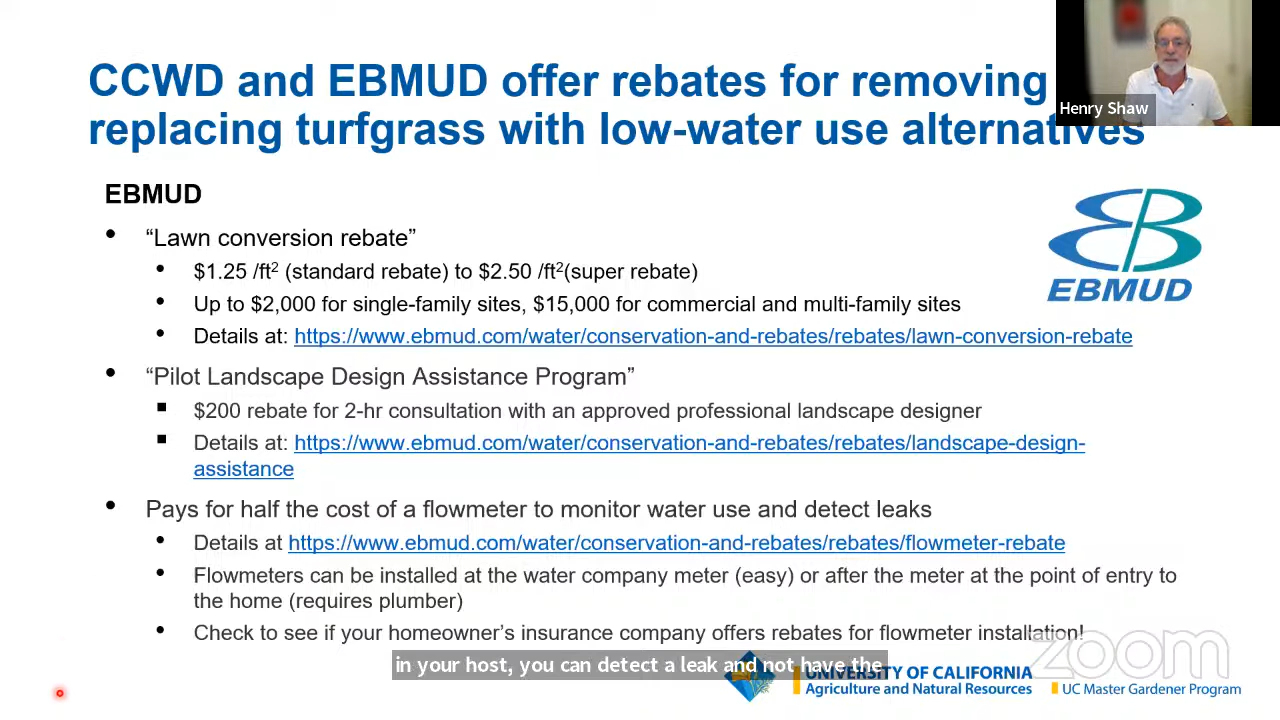 CCWD and EBMUD offer rebates for removing
replacing turfgrass with low-water use alternatives
Henry Shaw
EBMUD
• “Lawn conversion rebate”
• $1.25 /ft² (standard rebate) to $2.50 /ft²(super rebate)
• Up to $2,000 for single-family sites, $15,000 for commercial and multi-family sites
• Details at: https://www.ebmud.com/water/conservation-and-rebates/rebates/lawn-conversion-rebate
EBMUD
• “Pilot Landscape Design Assistance Program”
▪ $200 rebate for 2-hr consultation with an approved professional landscape designer
▪ Details at: https://www.ebmud.com/water/conservation-and-rebates/rebates/landscape-design-
assistance
• Pays for half the cost of a flowmeter to monitor water use and detect leaks
• Details at https://www.ebmud.com/water/conservation-and-rebates/rebates/flowmeter-rebate
• Flowmeters can be installed at the water company meter (easy) or after the meter at the point of entry to
the home (requires plumber)
• Check to see if your homeowner’s insurance company offers rebates for flowmeter installation!
zoom
in your host, you can detect a leak and not have the
UNIVERSITY OF CALIFORNIA
Agriculture and Natural Resources
UC Master Gardener Program